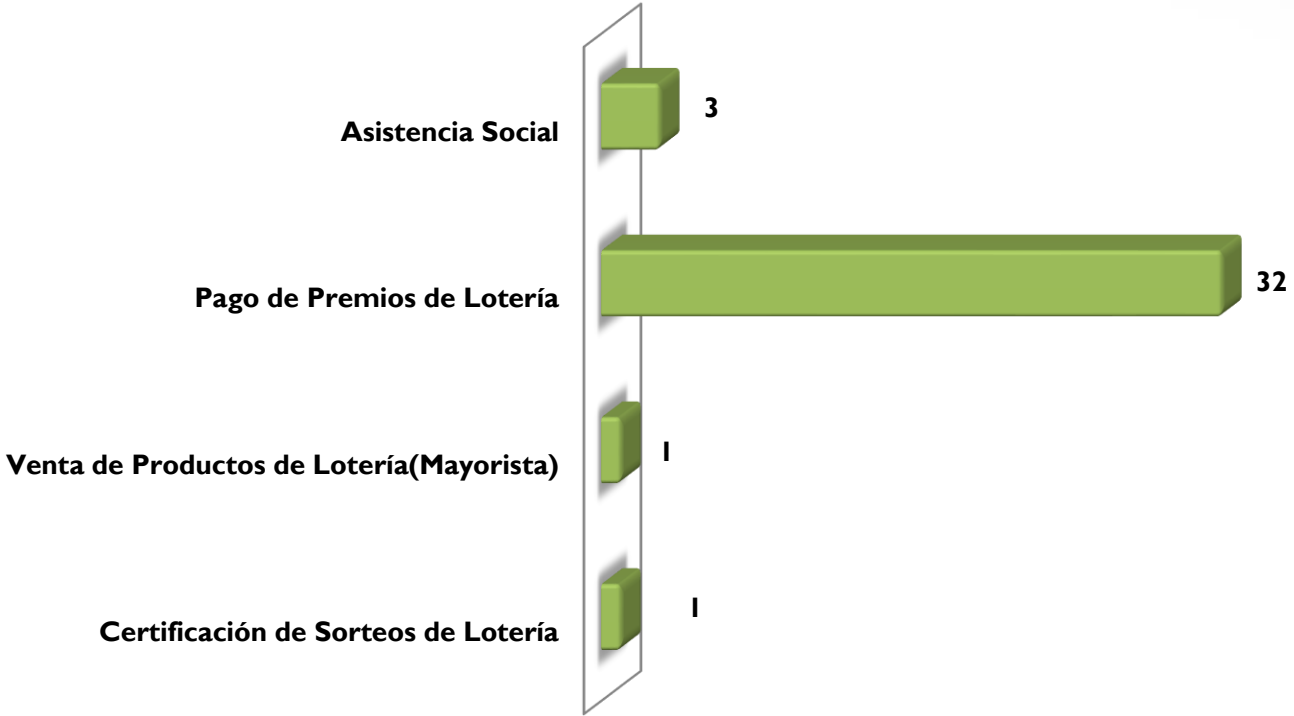 Asistencia Social 3
Pago de Premios de Lotería 32
Venta de Productos de Lotería(Mayorista) 1
Certificación de Sorteos de Lotería 1